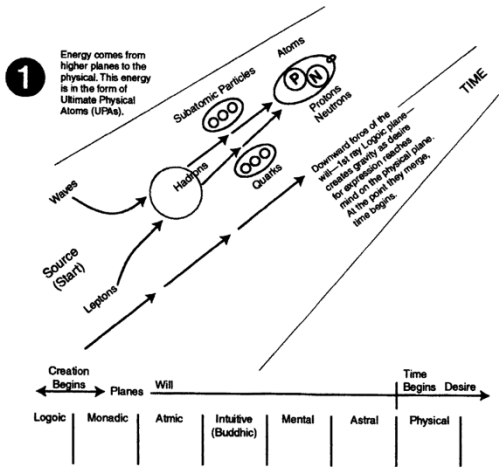 1
Energy comes from
higher planes to the
physical. This energy
is in the form of
Ultimate Physical
Atoms (UPAs).
Atoms
P N
Protons
Neutrons
Subatomic Particles
Hadrons
Quarks
Waves
Source
(Start)
Leptons
TIME
Downward force of the
will—1st ray Logoic plane—
creates gravity as desire
for expression reaches
mind on the physical plane.
At the point they merge,
time begins.
Creation
Begins
Planes
Will
Time
Begins
Desire
Logoic
Monadic
Atmic
Intuitive
(Buddhic)
Mental
Astral
Physical